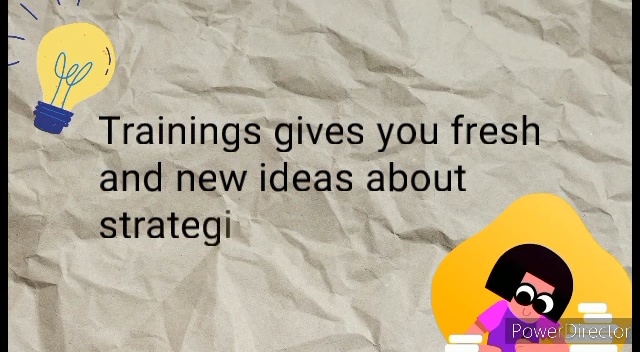 Trainings gives you fresh
and new ideas about
strategi
PowerDirector